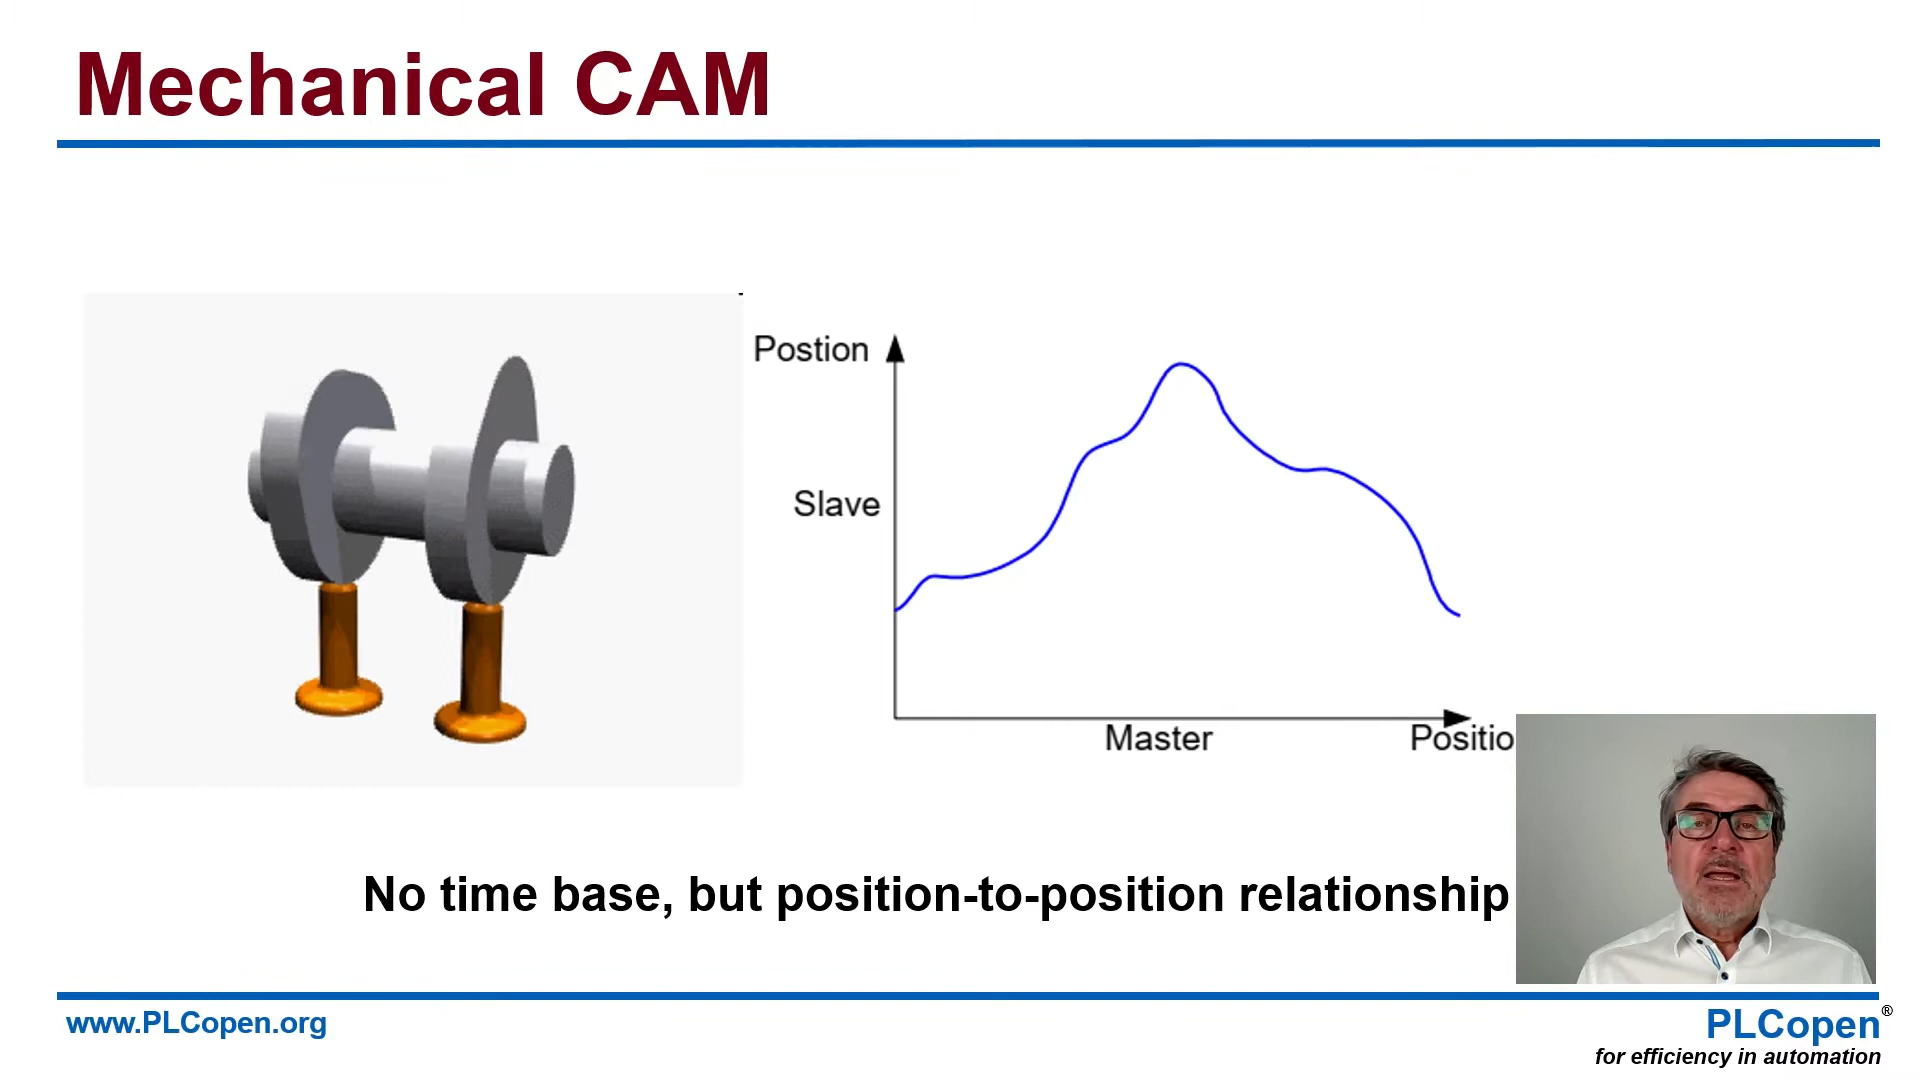 Mechanical CAM
Postion
Slave
Master
Positio
No time base, but position-to-position relationship
www.PLCopen.org
PLCopen®
for efficiency in automation